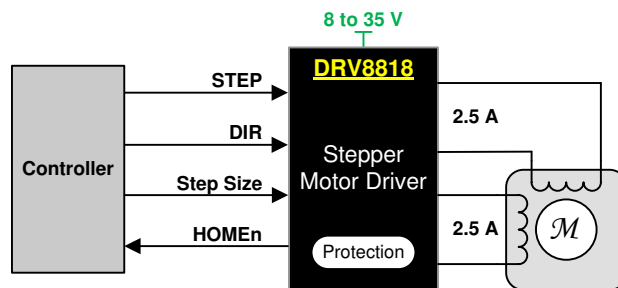 8 to 35 V
DRV8818
STEP
2.5 A
DIR
Controller
Stepper
Motor Driver
Step Size
HOMEn
2.5 A
M
Protection